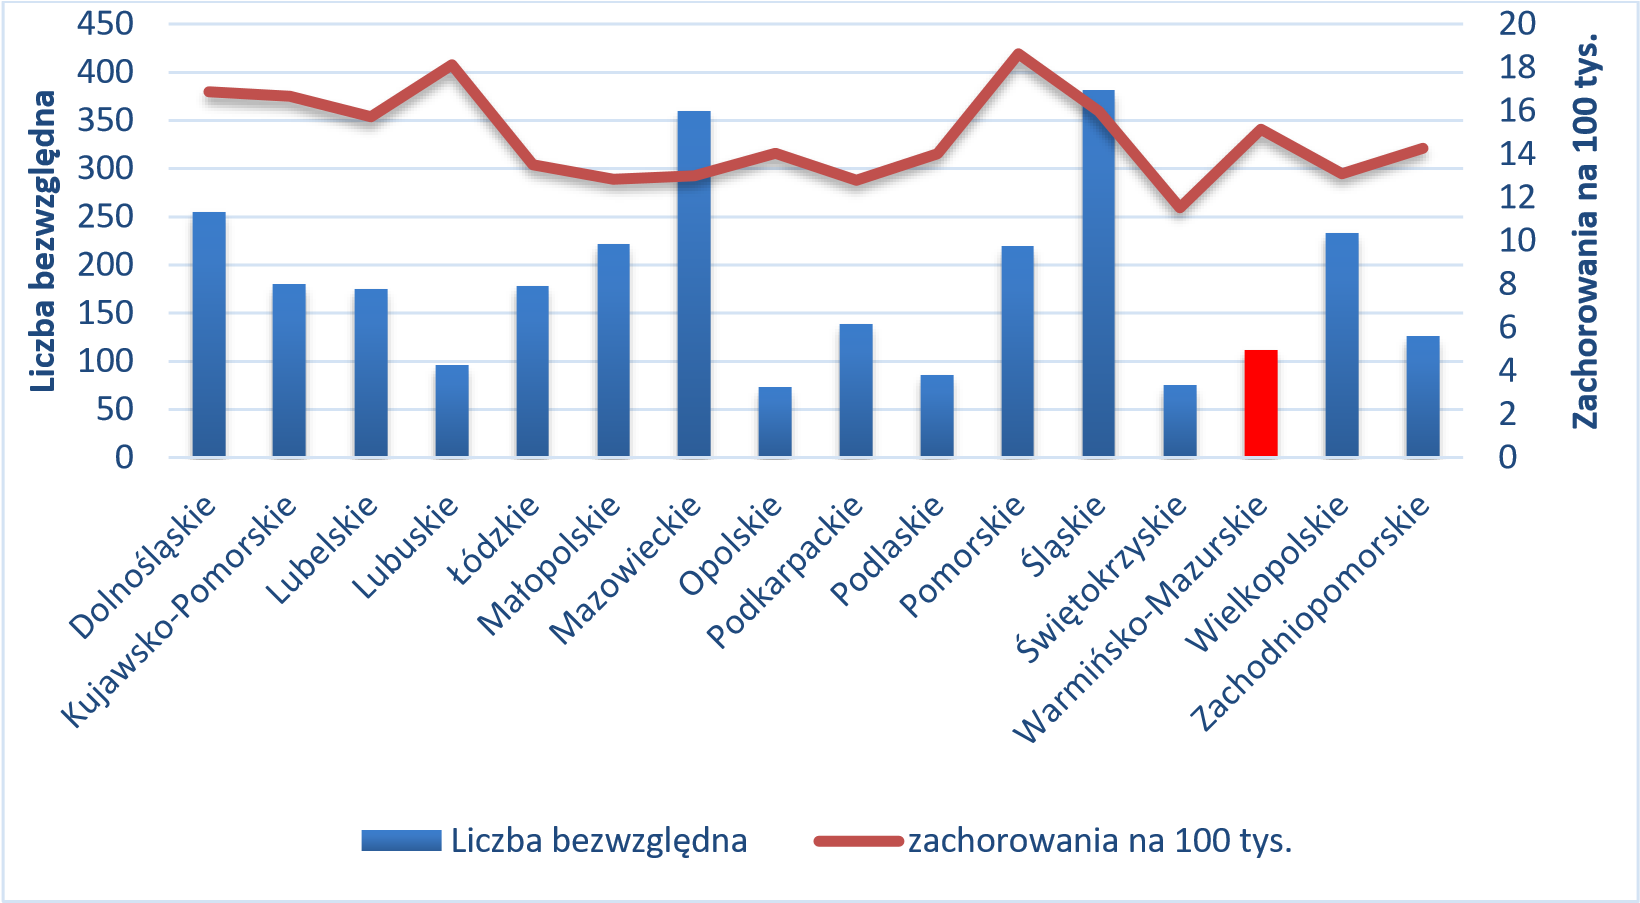 450
400
350
300
250
200
150
100
50
0
Liczba bezwzględna
20
18
16
14
12
10
8
6
4
2
0
Zachorowania na 100 tys.
Dolnośląskie
Kujawsko-Pomorskie
Lubelskie
Lubuskie
Łódzkie
Małopolskie
Mazowieckie
Opolskie
Podkarpackie
Podlaskie
Pomorskie
Śląskie
Świętokrzyskie
Warmińsko-Mazurskie
Wielkopolskie
Zachodniopomorskie
Liczba bezwzględna
zachorowania na 100 tys.